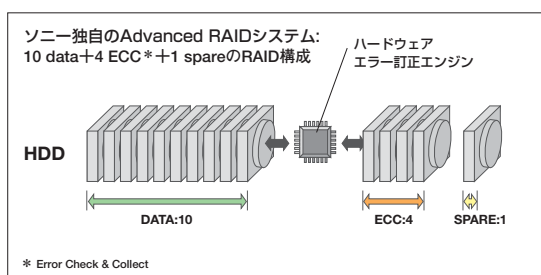 ソニー独自のAdvanced RAIDシステム:
10 data＋4 ECC＊＋1 spareのRAID構成
ハードウェア
エラー訂正エンジン
HDD
DATA:10
ECC:4
SPARE:1
＊ Error Check & Collect